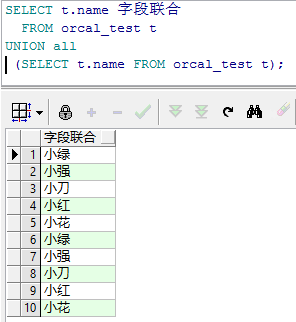 SELECT t.name 字段联合
FROM orcal_test t
UNION all
(SELECT t.name FROM orcal_test t);
字段联合
1 小绿
2 小强
3 小刀
4 小红
5 小花
6 小绿
7 小强
8 小刀
9 小红
10 小花